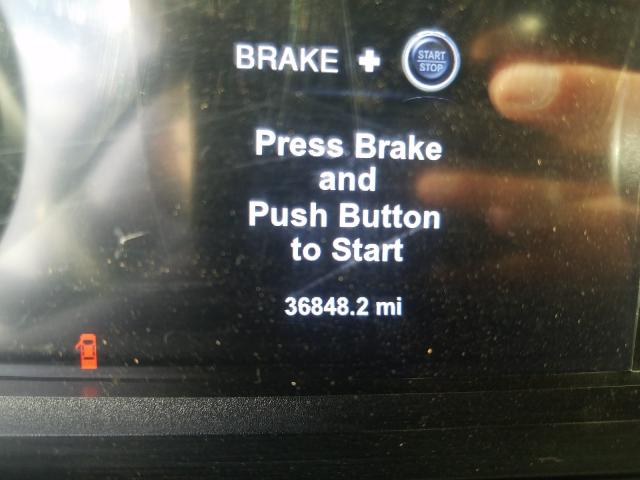 BRAKE + START STOP
Press Brake
and
Push Button
to Start
36848.2 mi